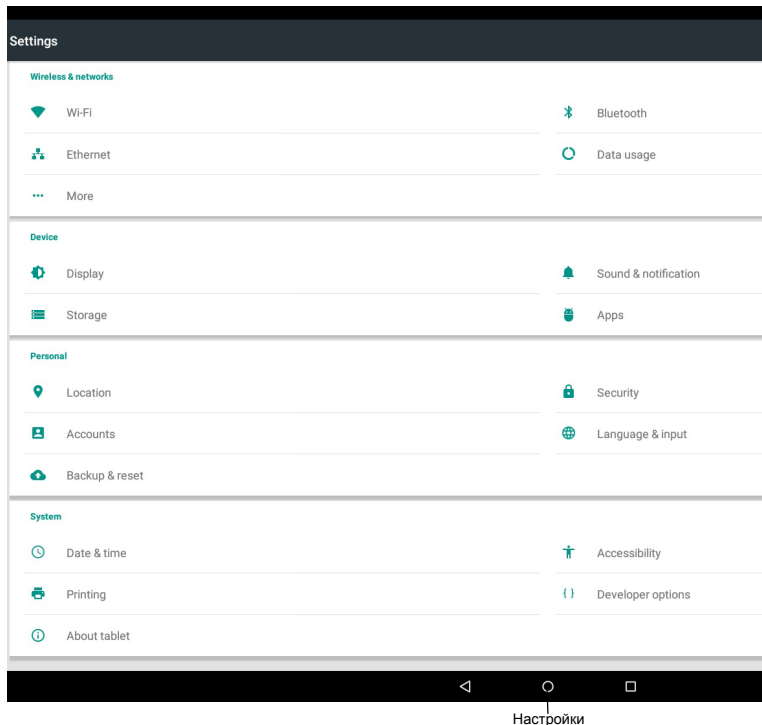 Settings
Wireless & networks
Wi-Fi
Bluetooth
Ethernet
Data usage
More
Device
Display
Sound & notification
Storage
Apps
Personal
Location
Security
Accounts
Language & input
Backup & reset
System
Date & time
Accessibility
Printing
{ } Developer options
About tablet
Настройки